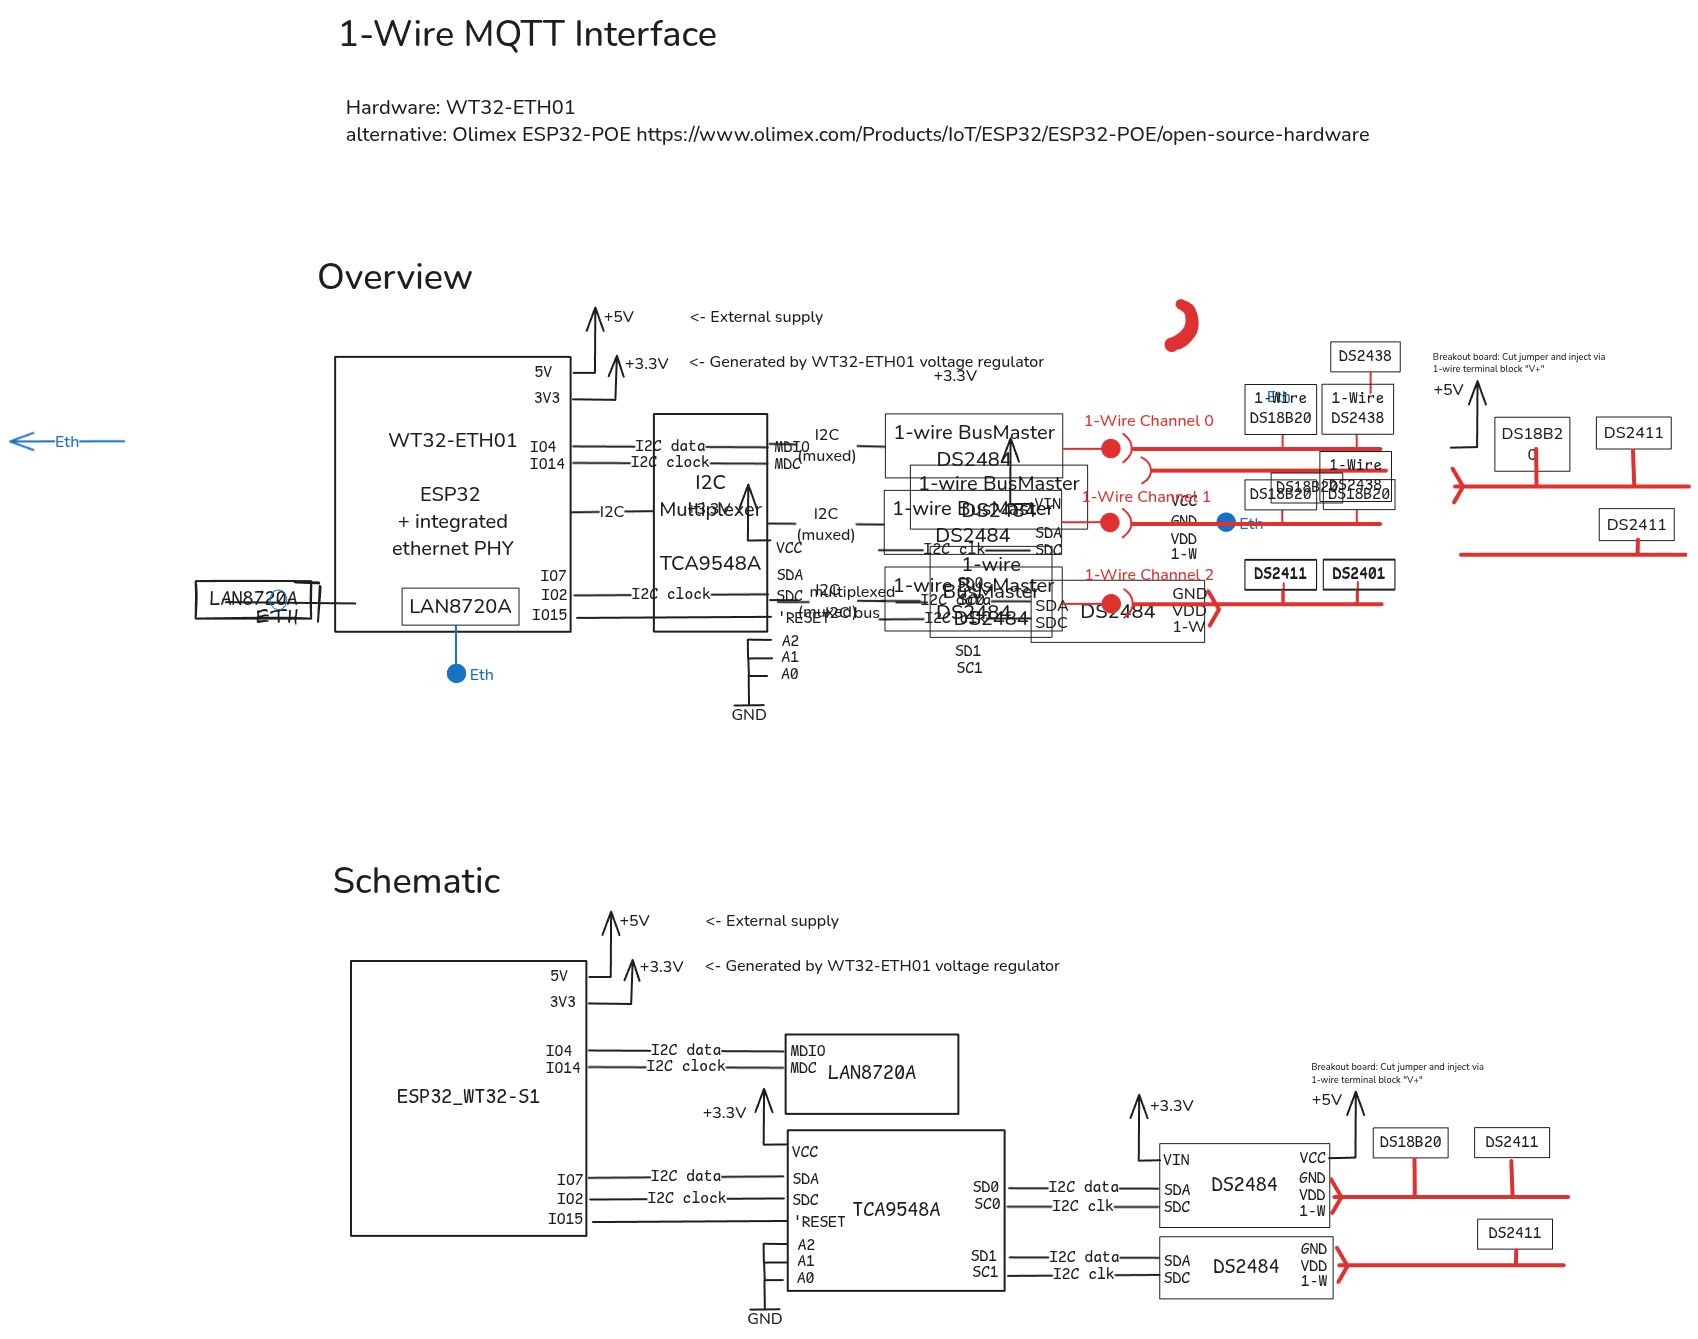 1-Wire MQTT Interface
Hardware: WT32-ETH01
alternative: Olimex ESP32-POE https://www.olimex.com/Products/IoT/ESP32/ESP32-POE/open-source-hardware
Overview
+5V
<- External supply
+3.3V
<- Generated by WT32-ETH01 voltage regulator
+3.3V
5V
3V3
WT32-ETH01
IO4
IO14
ESP32
+ integrated
ethernet PHY
IO7
IO2
IO15
LAN8720A
Eth
Eth
LAN8720A
ETH
I2C data
I2C clock
I2C
I2C clock
MDIO
MDC
I2C
Multiplexer
+3.3V
TCA9548A
VCC
SDA
SDC
'RESET
A2
A1
A0
GND
I2C
(muxed)
I2C
(muxed)
I2C
(muxed)
multiplexed
I2C bus
1-wire BusMaster
DS2484
1-wire BusMaster
DS2484
1-wire BusMaster
DS2484
1-wire BusMaster
DS2484
1-wire
BusMaster
DS2484
VIN
SDA
SDC
I2C clk
SD0
SC0
I2C data
I2C clk
SDA
SDC
DS2484
SD1
SC1
1-Wire Channel 0
1-Wire Channel 1
1-Wire Channel 2
VCC
GND
VDD
1-W
GND
VDD
1-W
Eth
Eth
DS2438
1-Wire
DS18B20
1-Wire
DS2438
1-Wire
DS2438
DS18B20
DS18B20
DS18B20
DS2411
DS2401
Breakout board: Cut jumper and inject via
1-wire terminal block "V+"
+5V
DS18B2
0
DS2411
DS2411
Schematic
+5V
<- External supply
+3.3V
<- Generated by WT32-ETH01 voltage regulator
5V
3V3
IO4
IO14
ESP32_WT32-S1
IO7
IO2
IO15
I2C data
I2C clock
MDIO
MDC
LAN8720A
+3.3V
I2C data
I2C clock
VCC
SDA
SDC
'RESET
A2
A1
A0
GND
TCA9548A
SD0
SC0
SD1
SC1
I2C data
I2C clk
I2C data
I2C clk
+3.3V
VIN
SDA
SDC
DS2484
VCC
GND
VDD
1-W
SDA
SDC
DS2484
GND
VDD
1-W
Breakout board: Cut jumper and inject via
1-wire terminal block "V+"
+5V
DS18B20
DS2411
DS2411